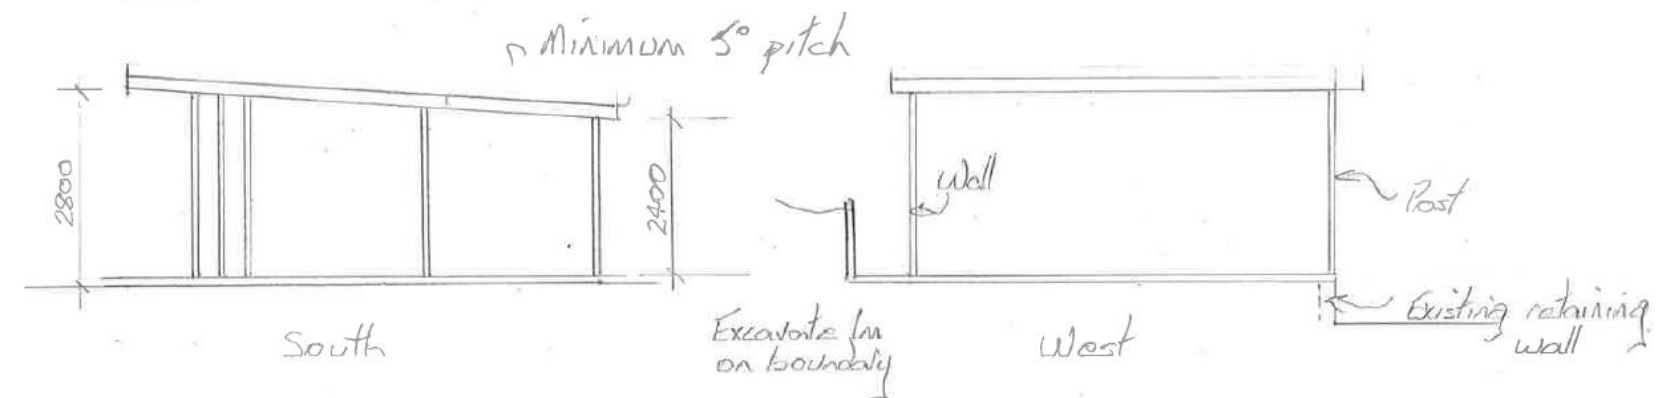 Minimum 5° pitch
2800
2400
Wall
Post
South
Excavate 1m
on boundary
West
Existing retaining
wall